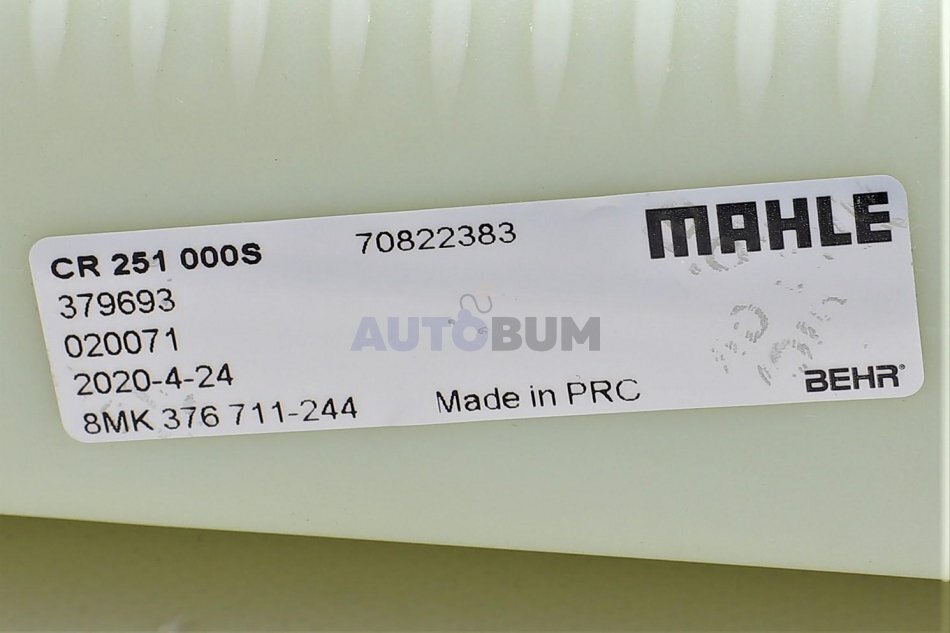 CR 251 000S 70822383 MAHLE
379693
020071
AUTOBUM
2020-4-24
8MK 376 711-244 Made in PRC BEHR®